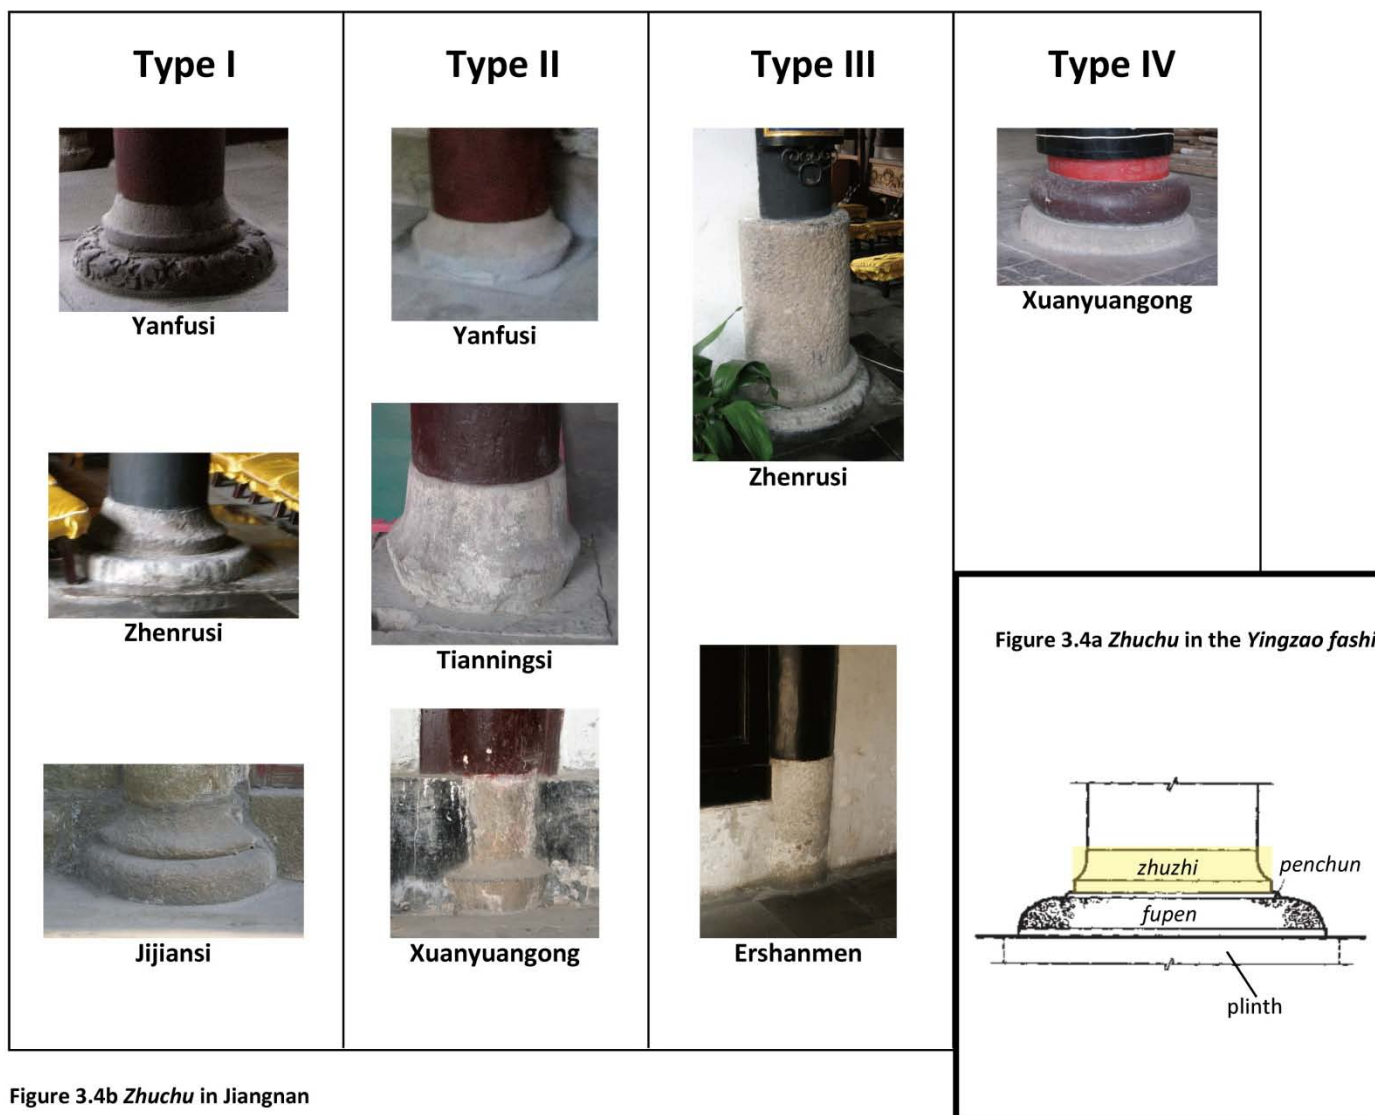 Type I
Yanfusi
Zhenrusi
Jijiansi
Type II
Yanfusi
Tianningsi
Xuanyuangong
Type III
Zhenrusi
Ershanmen
Type IV
Xuanyuangong
Figure 3.4a Zhuchu in the Yingzao fashi
zhuzhi
penchun
fupen
plinth
Figure 3.4b Zhuchu in Jiangnan